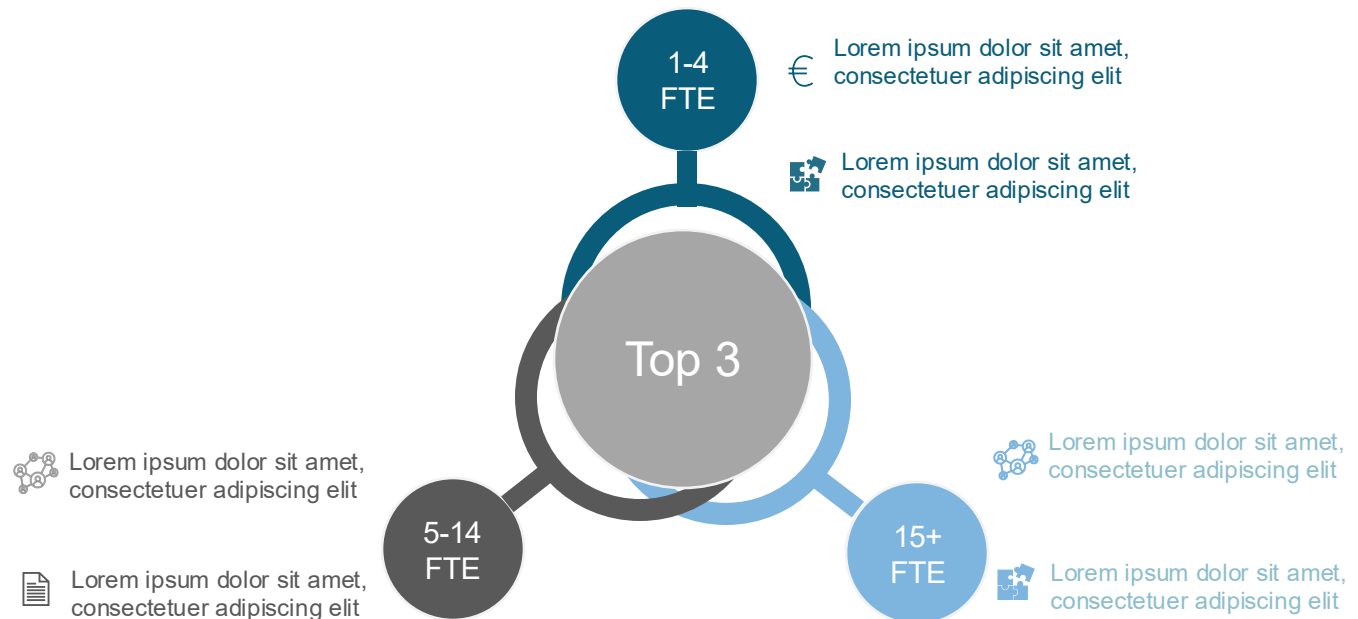 1-4
FTE
€
Lorem ipsum dolor sit amet,
consectetuer adipiscing elit
Lorem ipsum dolor sit amet,
consectetuer adipiscing elit
Top 3
Lorem ipsum dolor sit amet,
consectetuer adipiscing elit
5-14
FTE
Lorem ipsum dolor sit amet,
consectetuer adipiscing elit
Lorem ipsum dolor sit amet,
consectetuer adipiscing elit
15+
FTE
Lorem ipsum dolor sit amet,
consectetuer adipiscing elit